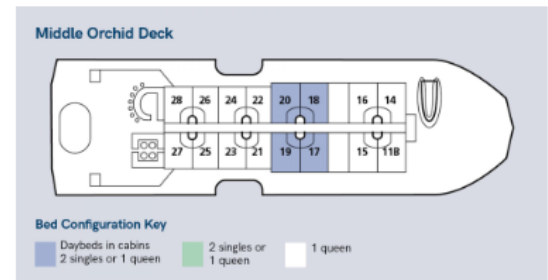 Middle Orchid Deck
28 26 24 22 20 18 16 14
27 25 23 21 19 17 15 11B
Bed Configuration Key
Daybeds in cabins
2 singles or 1 queen
2 singles or
1 queen
1 queen